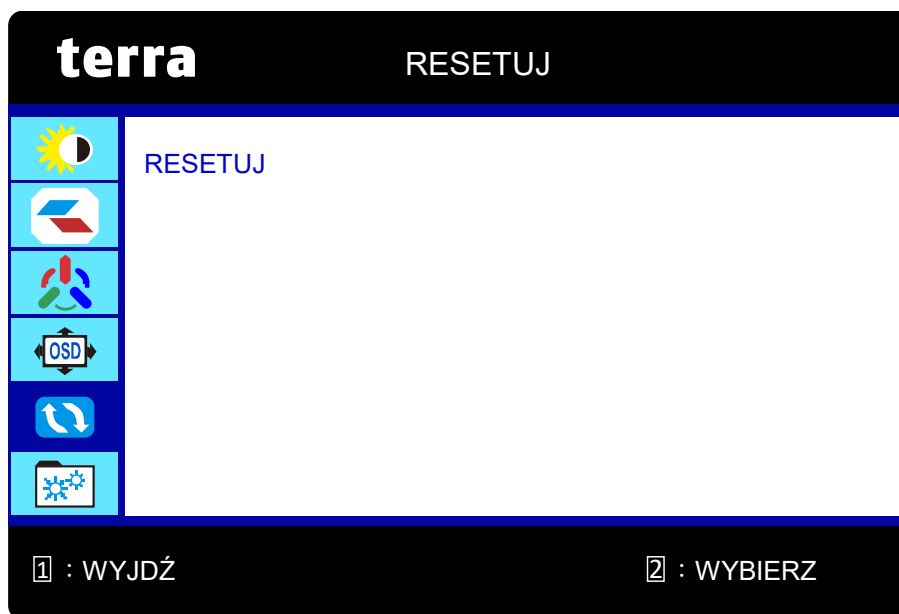 terra
RESETUJ
RESETUJ
OSD
1 : WYJDŹ
2 : WYBIERZ